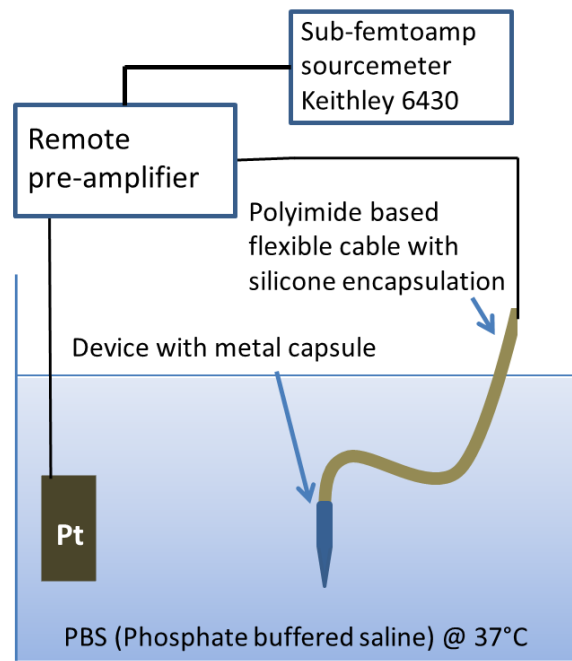 Sub-femtoamp
sourcemeter
Keithley 6430
Remote
pre-amplifier
Polyimide based
flexible cable with
silicone encapsulation
Device with metal capsule
Pt
PBS (Phosphate buffered saline) @ 37°C